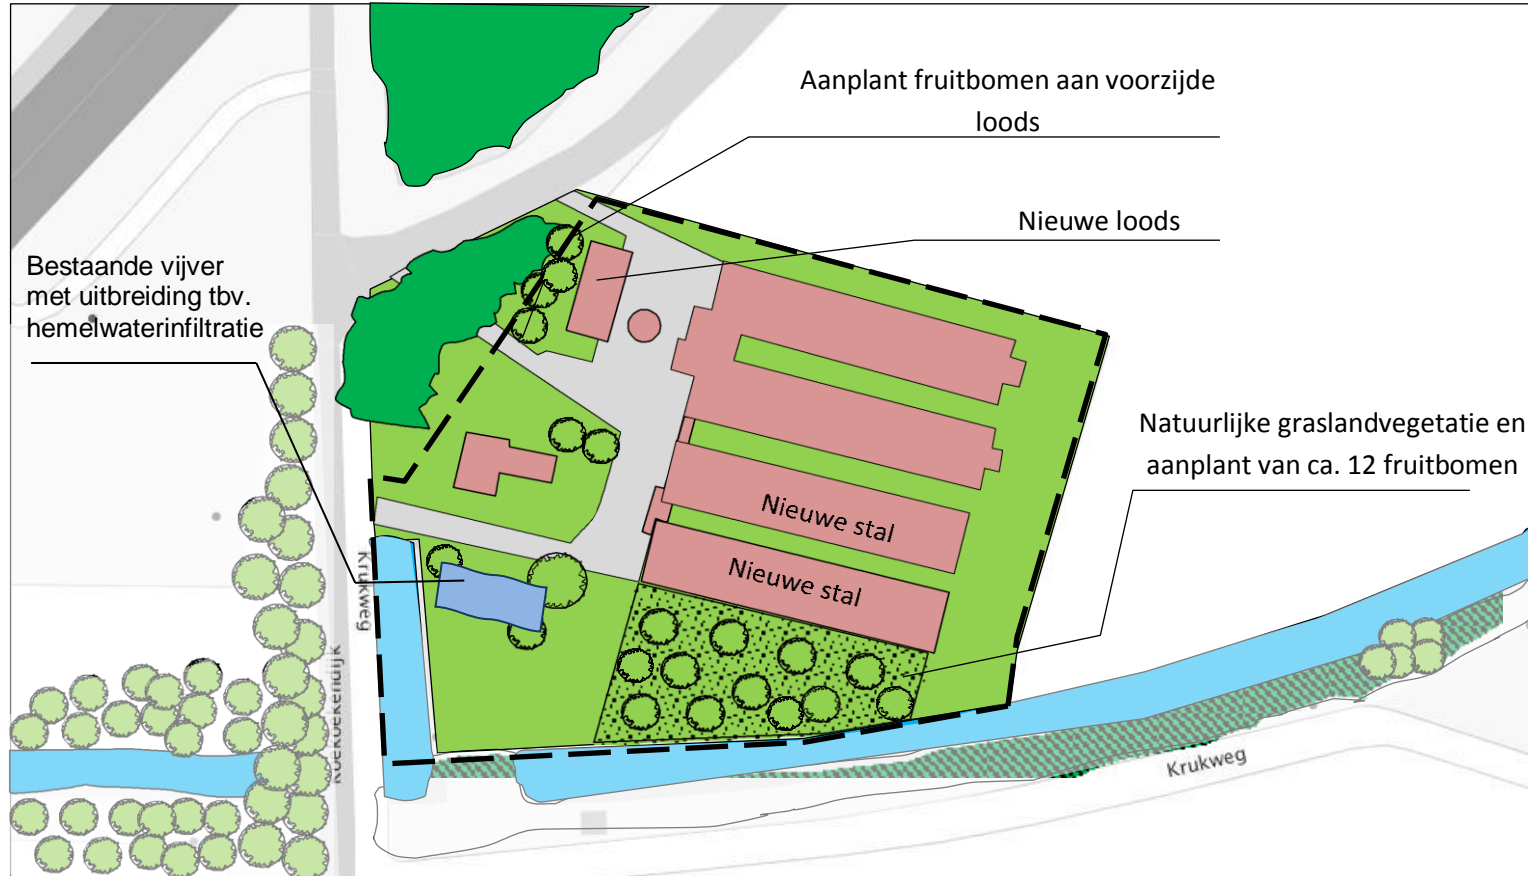 Aanplant fruitbomen aan voorzijde
loods
Nieuwe loods
Bestaande vijver
met uitbreiding tbv.
hemelwaterinfiltratie
Natuurlijke graslandvegetatie en
aanplant van ca. 12 fruitbomen
Nieuwe stal
Nieuwe stal
Krukweg
Krukweg